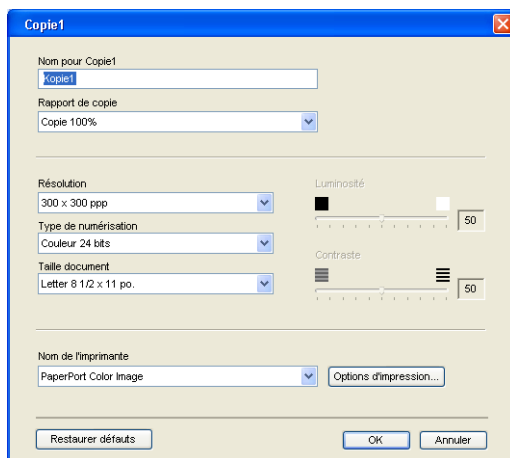 Copie1
Nom pour Copie1
Kopie1
Rapport de copie
Copie 100%
Résolution
300 x 300 ppp
Type de numérisation
Couleur 24 bits
Taille document
Letter 8 1/2 x 11 po.
Luminosité
50
Contraste
50
Nom de l'imprimante
PaperPort Color Image
Options d'impression...
Restaurer défauts
OK
Annuler